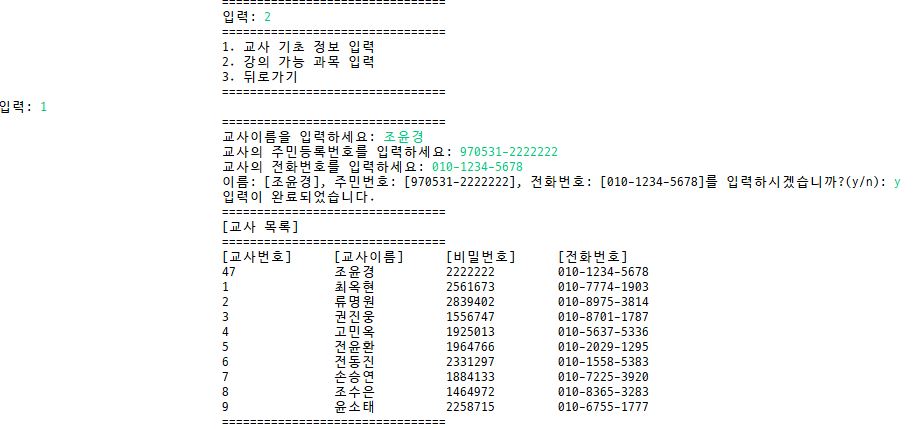 ================================
입력: 2
================================
1. 교사 기초 정보 입력
2. 강의 가능 과목 입력
3. 뒤로가기
================================
입력: 1
================================
교사이름을 입력하세요: 조윤경
교사의 주민등록번호를 입력하세요: 970531-2222222
교사의 전화번호를 입력하세요: 010-1234-5678
이름: [조윤경], 주민번호: [970531-2222222], 전화번호: [010-1234-5678]를 입력하시겠습니까?(y/n): y
입력이 완료되었습니다.
================================
[교사 목록]
================================
[교사번호] [교사이름] [비밀번호] [전화번호]
47 조윤경 2222222 010-1234-5678
1 최옥현 2561673 010-7774-1903
2 류명원 2839402 010-8975-3814
3 권진웅 1556747 010-8701-1787
4 고민옥 1925013 010-5637-5336
5 전윤환 1964766 010-2029-1295
6 전동진 2331297 010-1558-5383
7 손승연 1884133 010-7225-3920
8 조수은 1464972 010-8365-3283
9 윤소태 2258715 010-6755-1777
================================